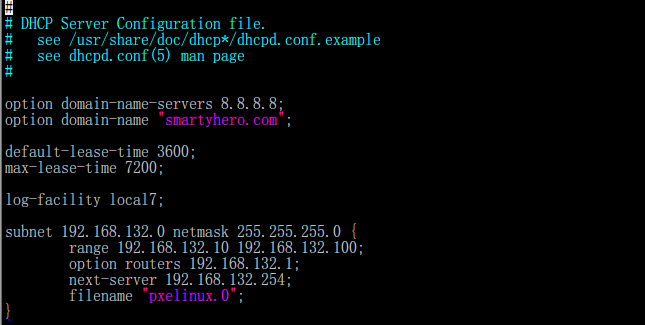 #
# DHCP Server Configuration file.
#   see /usr/share/doc/dhcp*/dhcpd.conf.example
#   see dhcpd.conf(5) man page
#

option domain-name-servers 8.8.8.8;
option domain-name "smartyhero.com";

default-lease-time 3600;
max-lease-time 7200;

log-facility local7;

subnet 192.168.132.0 netmask 255.255.255.0 {
        range 192.168.132.10 192.168.132.100;
        option routers 192.168.132.1;
        next-server 192.168.132.254;
        filename "pxelinux.0";
}